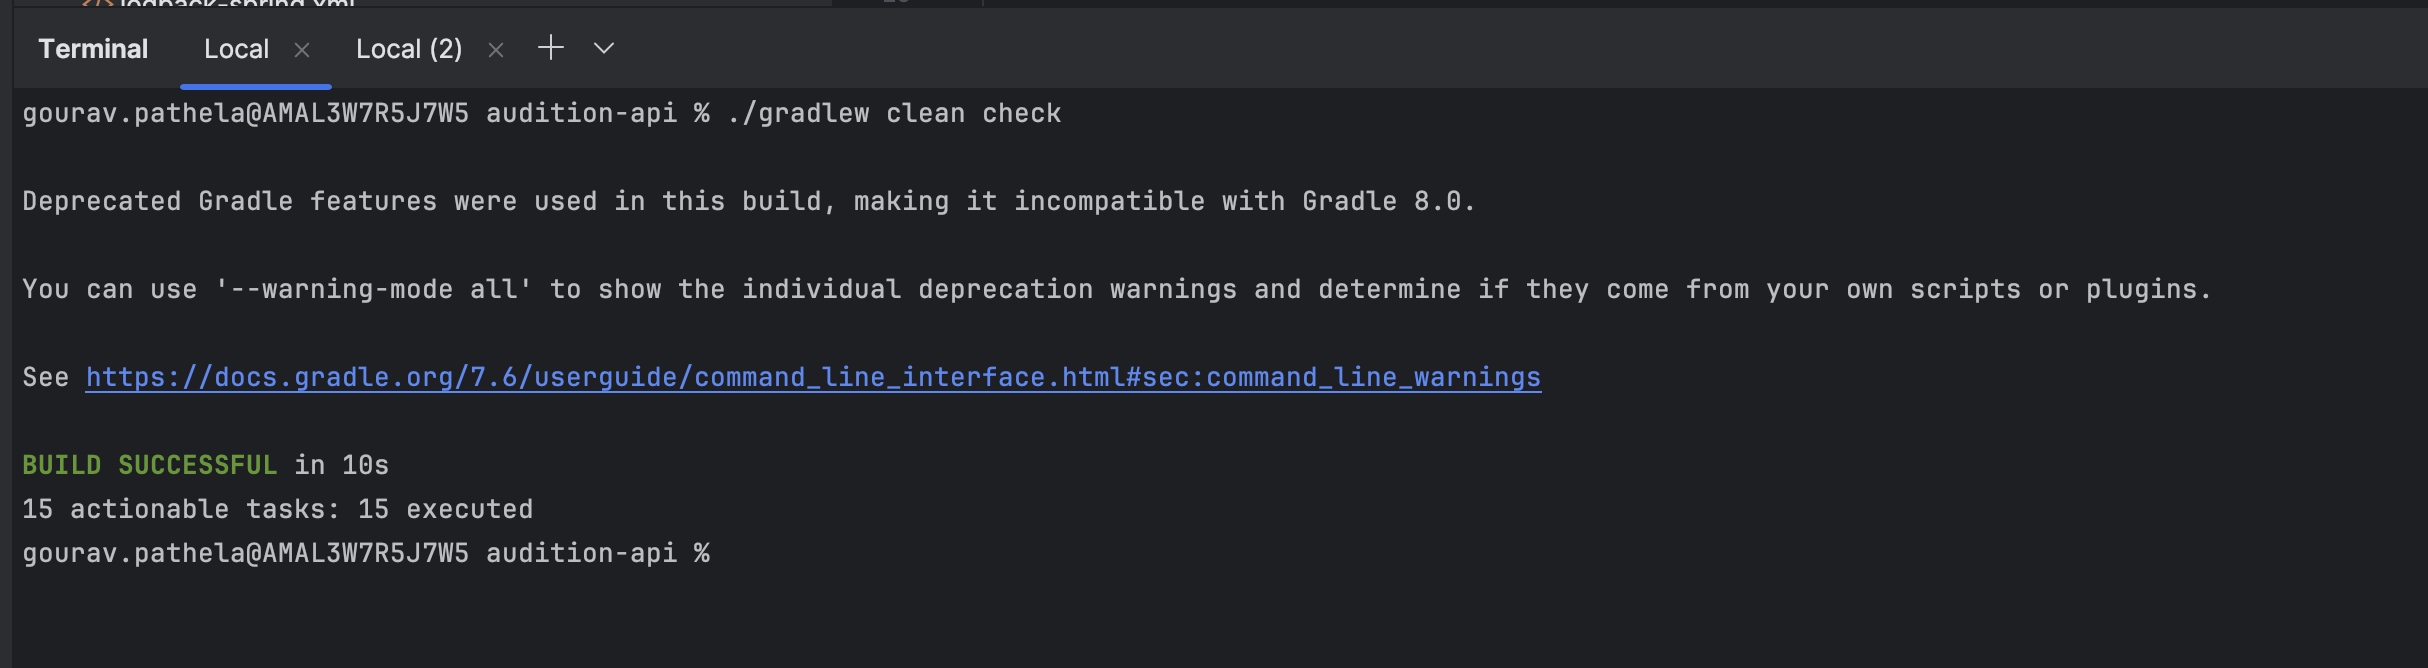 logback-spring.xml
Terminal Local Local (2)
gourav.pathela@AMAL3W7R5J7W5 audition-api % ./gradlew clean check
Deprecated Gradle features were used in this build, making it incompatible with Gradle 8.0.
You can use '--warning-mode all' to show the individual deprecation warnings and determine if they come from your own scripts or plugins.
See https://docs.gradle.org/7.6/userguide/command_line_interface.html#sec:command_line_warnings
BUILD SUCCESSFUL in 10s
15 actionable tasks: 15 executed
gourav.pathela@AMAL3W7R5J7W5 audition-api %